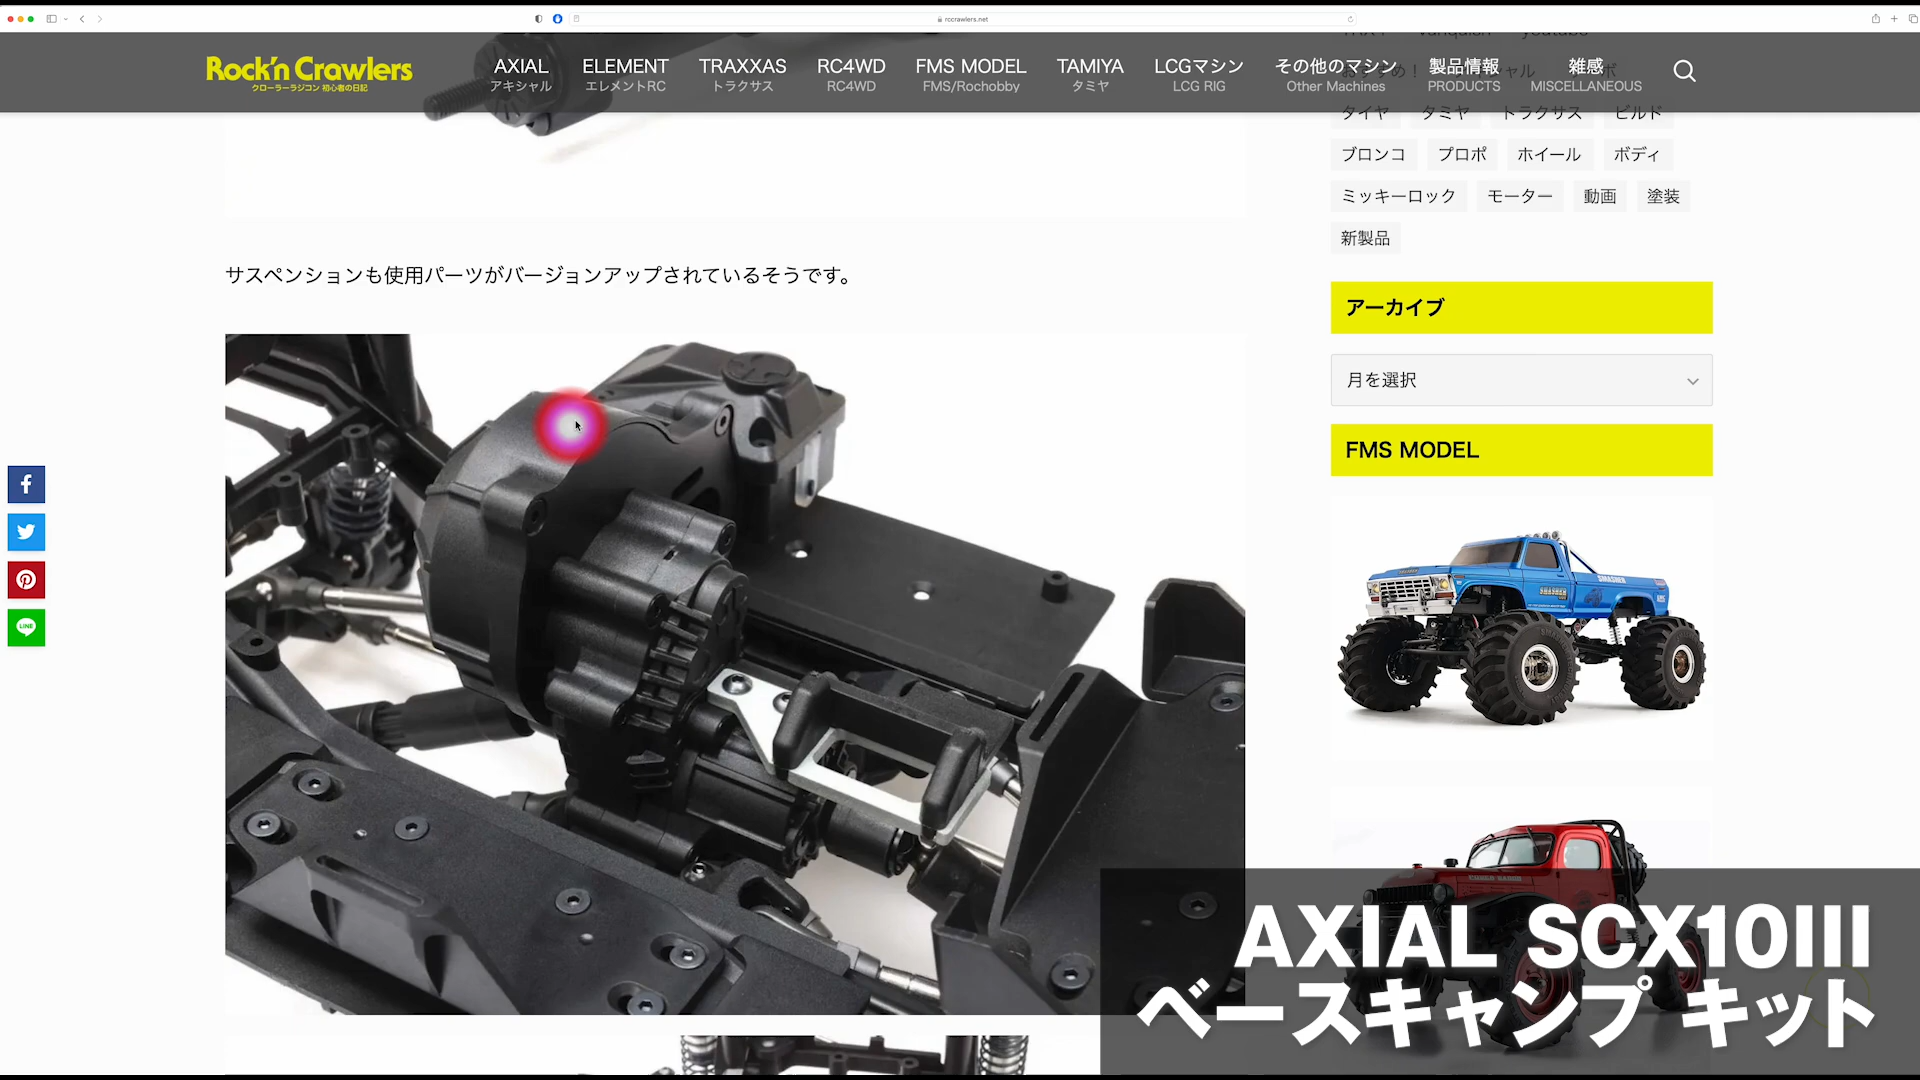 rccrawlers.net
Rock'n Crawlers
クローラーラジコン 初心者の日記
AXIAL
アキシャル
ELEMENT
エレメントRC
TRAXXAS
トラクサス
RC4WD
RC4WD
FMS MODEL
FMS/Rochobby
TAMIYA
タミヤ
LCGマシン
LCG RIG
その他のマシン
Other Machines
製品情報
PRODUCTS
雑感
MISCELLANEOUS
タイヤ タミヤ トラクサス ビルド
ブロンコ プロポ ホイール ボディ
ミッキーロック モーター 動画 塗装
新製品
サスペンションも使用パーツがバージョンアップされているそうです。
アーカイブ
月を選択
FMS MODEL
SMASHER
LINE
AXIAL SCX10III
ベースキャンプ キット